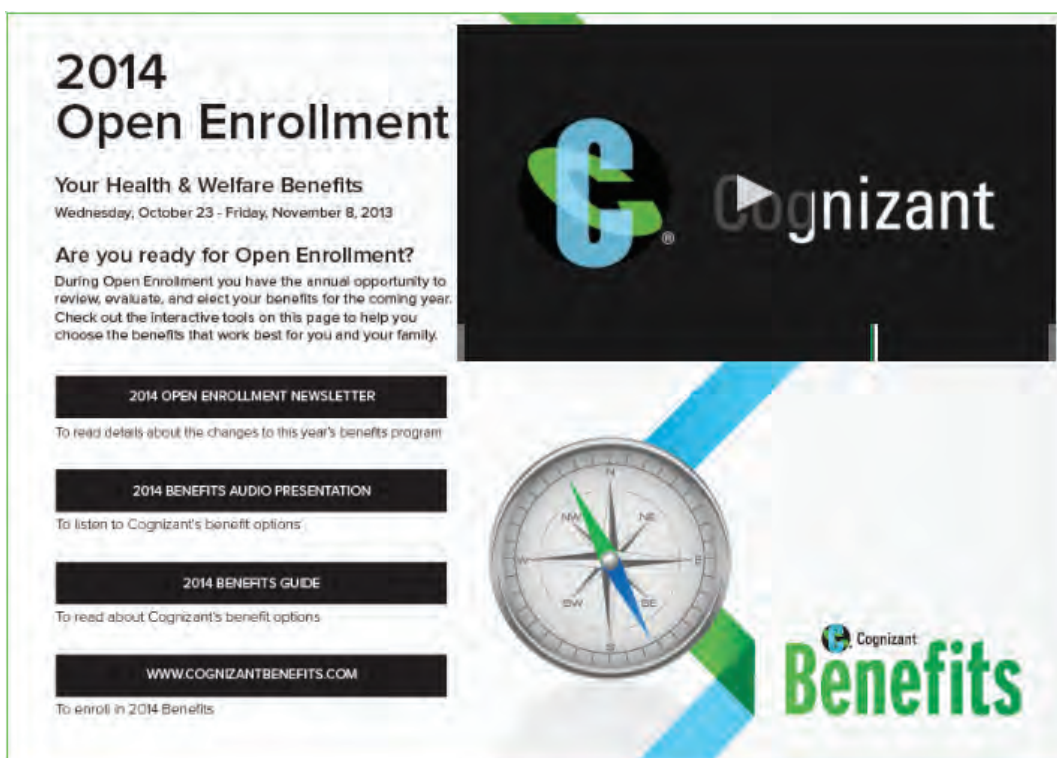 2014
Open Enrollment
Your Health & Welfare Benefits
Wednesday, October 23 - Friday, November 8, 2013
Are you ready for Open Enrollment?
During Open Enrollment you have the annual opportunity to
review, evaluate, and elect your benefits for the coming year.
Check out the interactive tools on this page to help you
choose the benefits that work best for you and your family.
2014 OPEN ENROLLMENT NEWSLETTER
To read details about the changes to this year's benefits program
2014 BENEFITS AUDIO PRESENTATION
To listen to Cognizant's benefit options
2014 BENEFITS GUIDE
To read about Cognizant's benefit options
WWW.COGNIZANTBENEFITS.COM
To enroll in 2014 Benefits
C ® Cognizant
N
NW NE
W E
SW SE
S
C Cognizant
Benefits